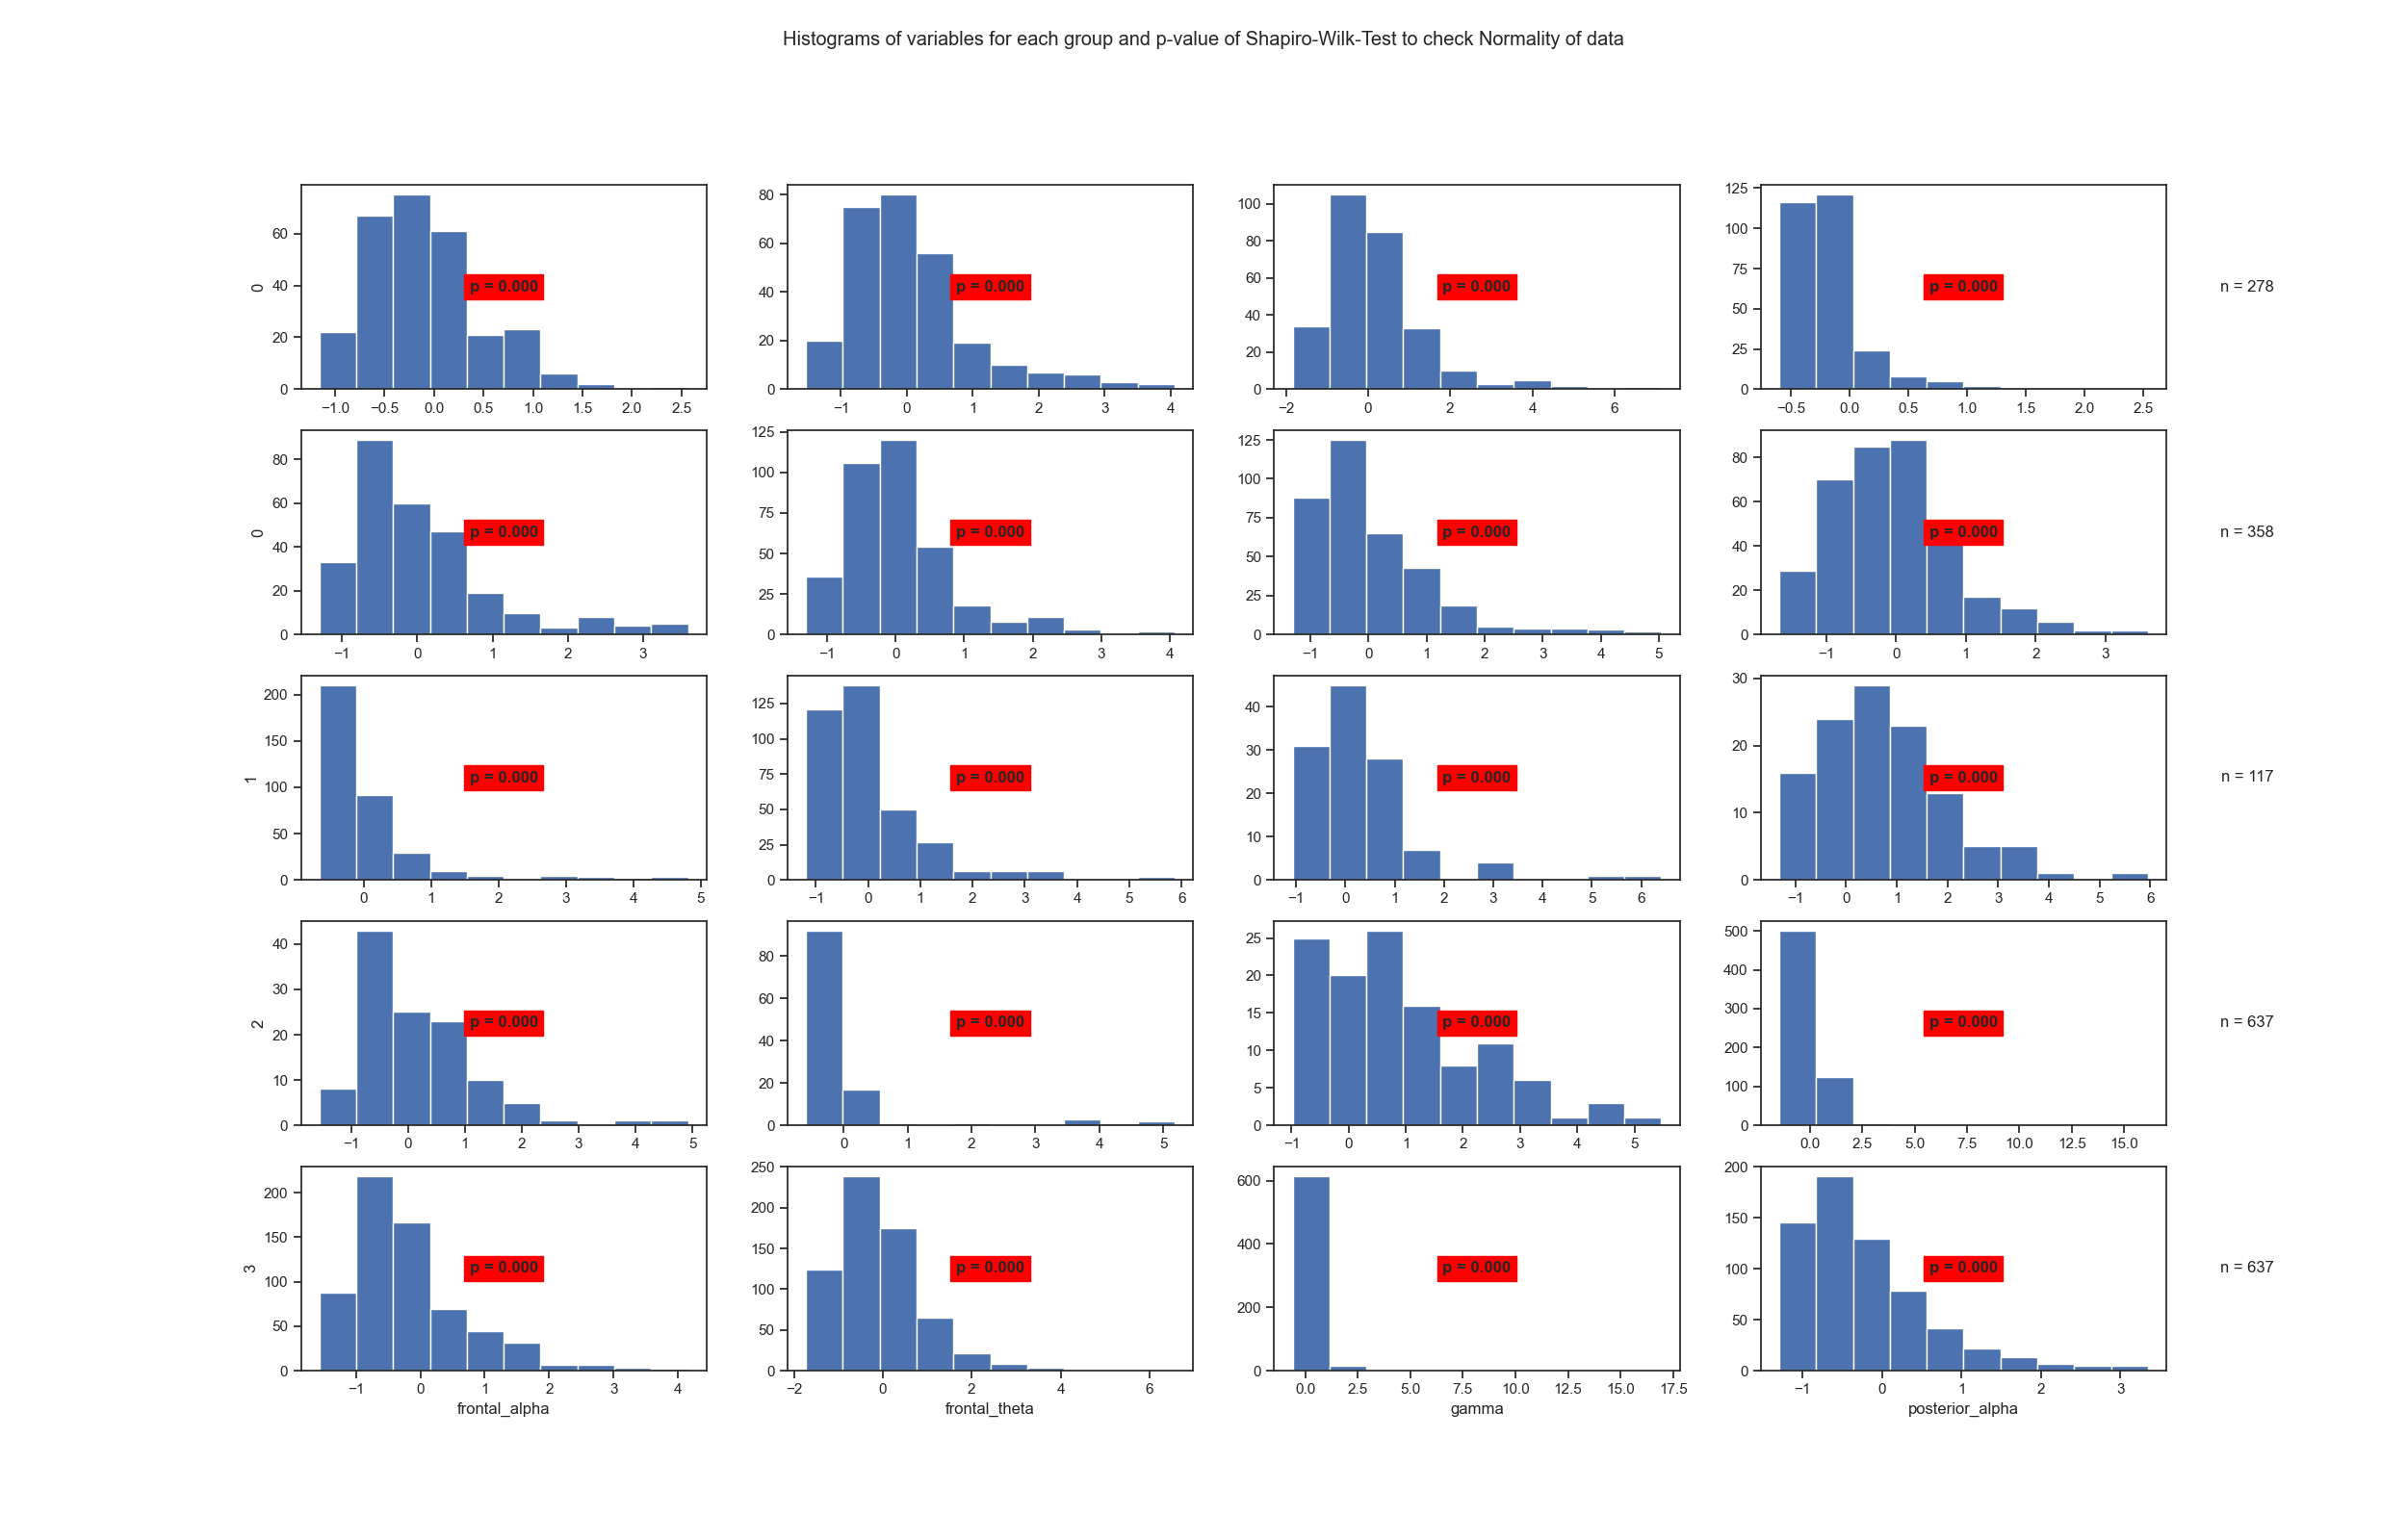 Histograms of variables for each group and p-value of Shapiro-Wilk-Test to check Normality of data
0
60
40
20
0
p = 0.000
−1.0 −0.5 0.0 0.5 1.0 1.5 2.0 2.5
80
60
40
20
0
p = 0.000
−1 0 1 2 3 4
100
80
60
40
20
0
p = 0.000
−2 0 2 4 6
125
100
75
50
25
0
p = 0.000
−0.5 0.0 0.5 1.0 1.5 2.0 2.5
n = 278
0
80
60
40
20
0
p = 0.000
−1 0 1 2 3
125
100
75
50
25
0
p = 0.000
−1 0 1 2 3 4
125
100
75
50
25
0
p = 0.000
−1 0 1 2 3 4 5
80
60
40
20
0
p = 0.000
−1 0 1 2 3
n = 358
1
200
150
100
50
0
p = 0.000
0 1 2 3 4 5
125
100
75
50
25
0
p = 0.000
−1 0 1 2 3 4 5 6
40
30
20
10
0
p = 0.000
−1 0 1 2 3 4 5 6
30
20
10
0
p = 0.000
−1 0 1 2 3 4 5 6
n = 117
2
40
30
20
10
0
p = 0.000
−1 0 1 2 3 4 5
80
60
40
20
0
p = 0.000
0 1 2 3 4 5
25
20
15
10
5
0
p = 0.000
−1 0 1 2 3 4 5
500
400
300
200
100
0
p = 0.000
0.0 2.5 5.0 7.5 10.0 12.5 15.0
n = 637
3
200
150
100
50
0
p = 0.000
−1 0 1 2 3 4
frontal_alpha
250
200
150
100
50
0
p = 0.000
−2 0 2 4 6
frontal_theta
600
400
200
0
p = 0.000
0.0 2.5 5.0 7.5 10.0 12.5 15.0 17.5
gamma
200
150
100
50
0
p = 0.000
−1 0 1 2 3
posterior_alpha
n = 637